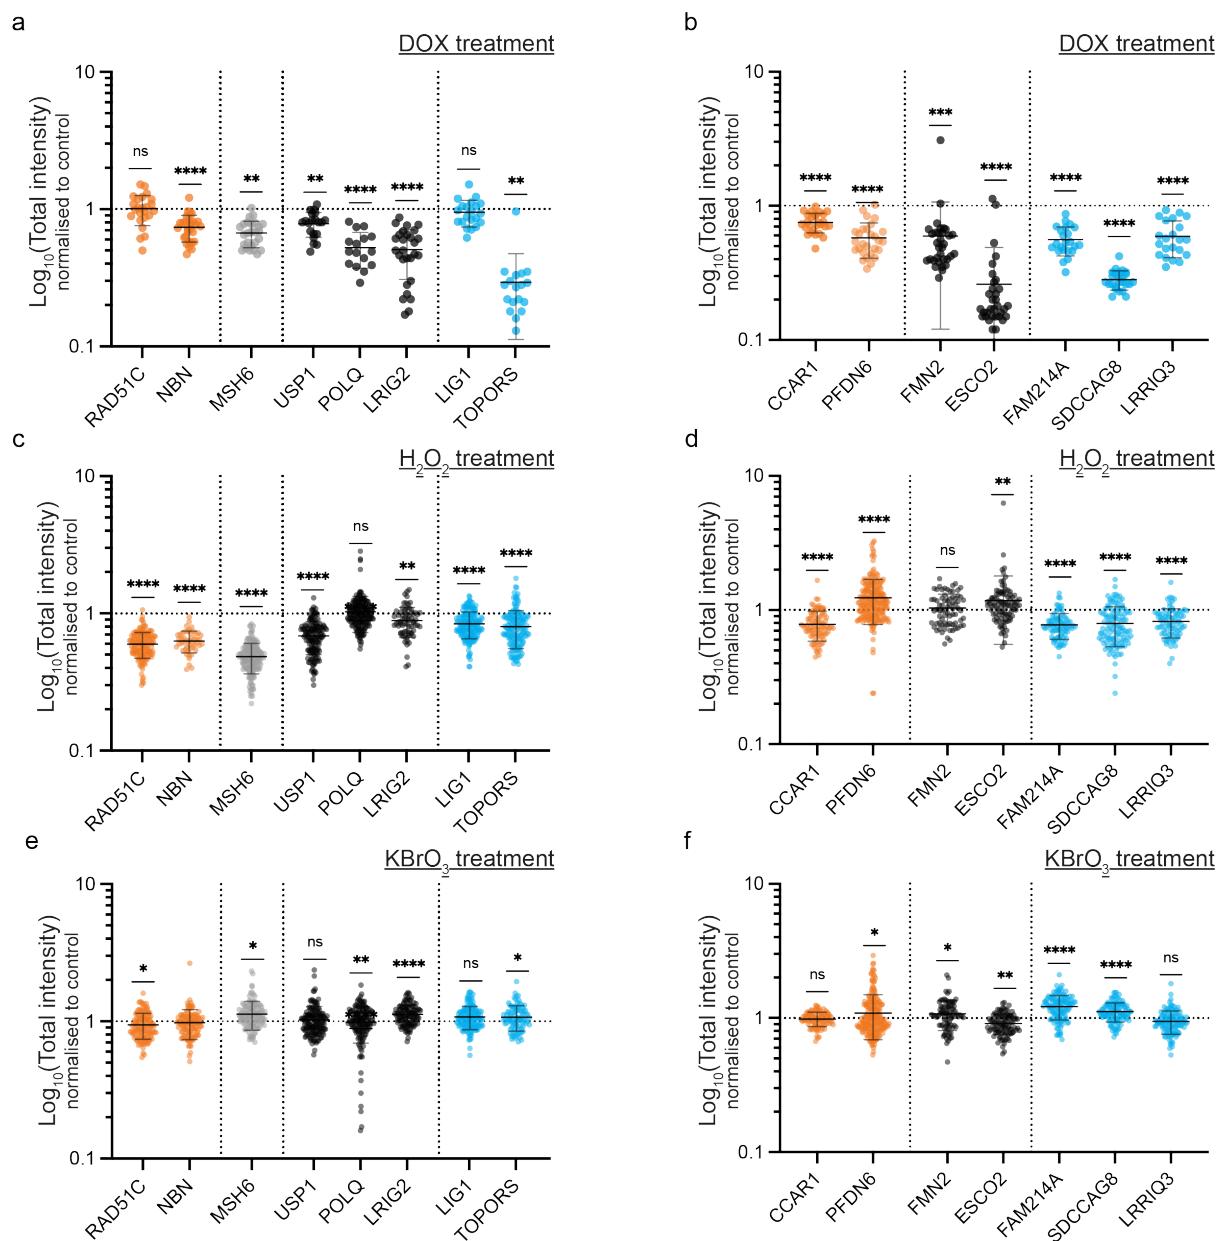 a
DOX treatment
Log10(Total intensity)
normalised to control
10
1
0.1
ns
****
**
**
****
****
ns
**
RAD51C
NBN
MSH6
USP1
POLQ
LRIG2
LIG1
TOPORS
b
DOX treatment
Log10(Total intensity)
normalised to control
10
1
0.1
****
****
***
****
****
****
****
CCAR1
PFDN6
FMN2
ESCO2
FAM214A
SDCCAG8
LRRIQ3
c
H2O2 treatment
Log10(Total intensity)
normalised to control
10
1
0.1
****
****
****
****
ns
**
****
****
RAD51C
NBN
MSH6
USP1
POLQ
LRIG2
LIG1
TOPORS
d
H2O2 treatment
Log10(Total intensity)
normalised to control
10
1
0.1
****
****
ns
**
****
****
****
CCAR1
PFDN6
FMN2
ESCO2
FAM214A
SDCCAG8
LRRIQ3
e
KBrO3 treatment
Log10(Total intensity)
normalised to control
10
1
0.1
*
*
ns
**
****
ns
*
RAD51C
NBN
MSH6
USP1
POLQ
LRIG2
LIG1
TOPORS
f
KBrO3 treatment
Log10(Total intensity)
normalised to control
10
1
0.1
ns
*
*
**
****
****
ns
CCAR1
PFDN6
FMN2
ESCO2
FAM214A
SDCCAG8
LRRIQ3